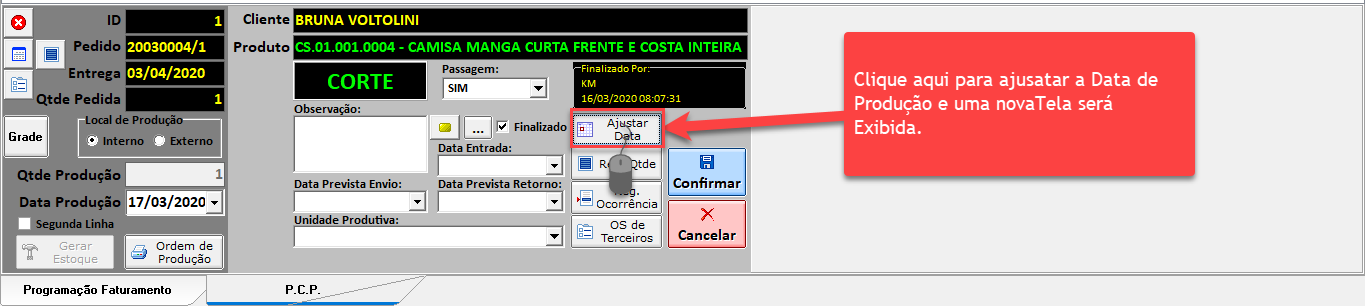 ID 1
Pedido 20030004/1
Entrega 03/04/2020
Qtde Pedida 1
Grade
Local de Produção
Interno Externo
Qtde Produção 1
Data Produção 17/03/2020
Segunda Linha
Gerar
Estoque
Ordem de
Produção
Cliente BRUNA VOLTOLINI
Produto CS.01.001.0004 - CAMISA MANGA CURTA FRENTE E COSTA INTEIRA
CORTE
Passagem:
SIM
Finalizado Por:
KM
16/03/2020 08:07:31
Observação:
... Finalizado
Data Entrada:
Data Prevista Envio:
Data Prevista Retorno:
Unidade Produtiva:
Ajustar
Data
Qtde
Ocorrência
OS de
Terceiros
Confirmar
Cancelar
Clique aqui para ajusatar a Data de
Produção e uma novaTela será
Exibida.
Programação Faturamento
P.C.P.